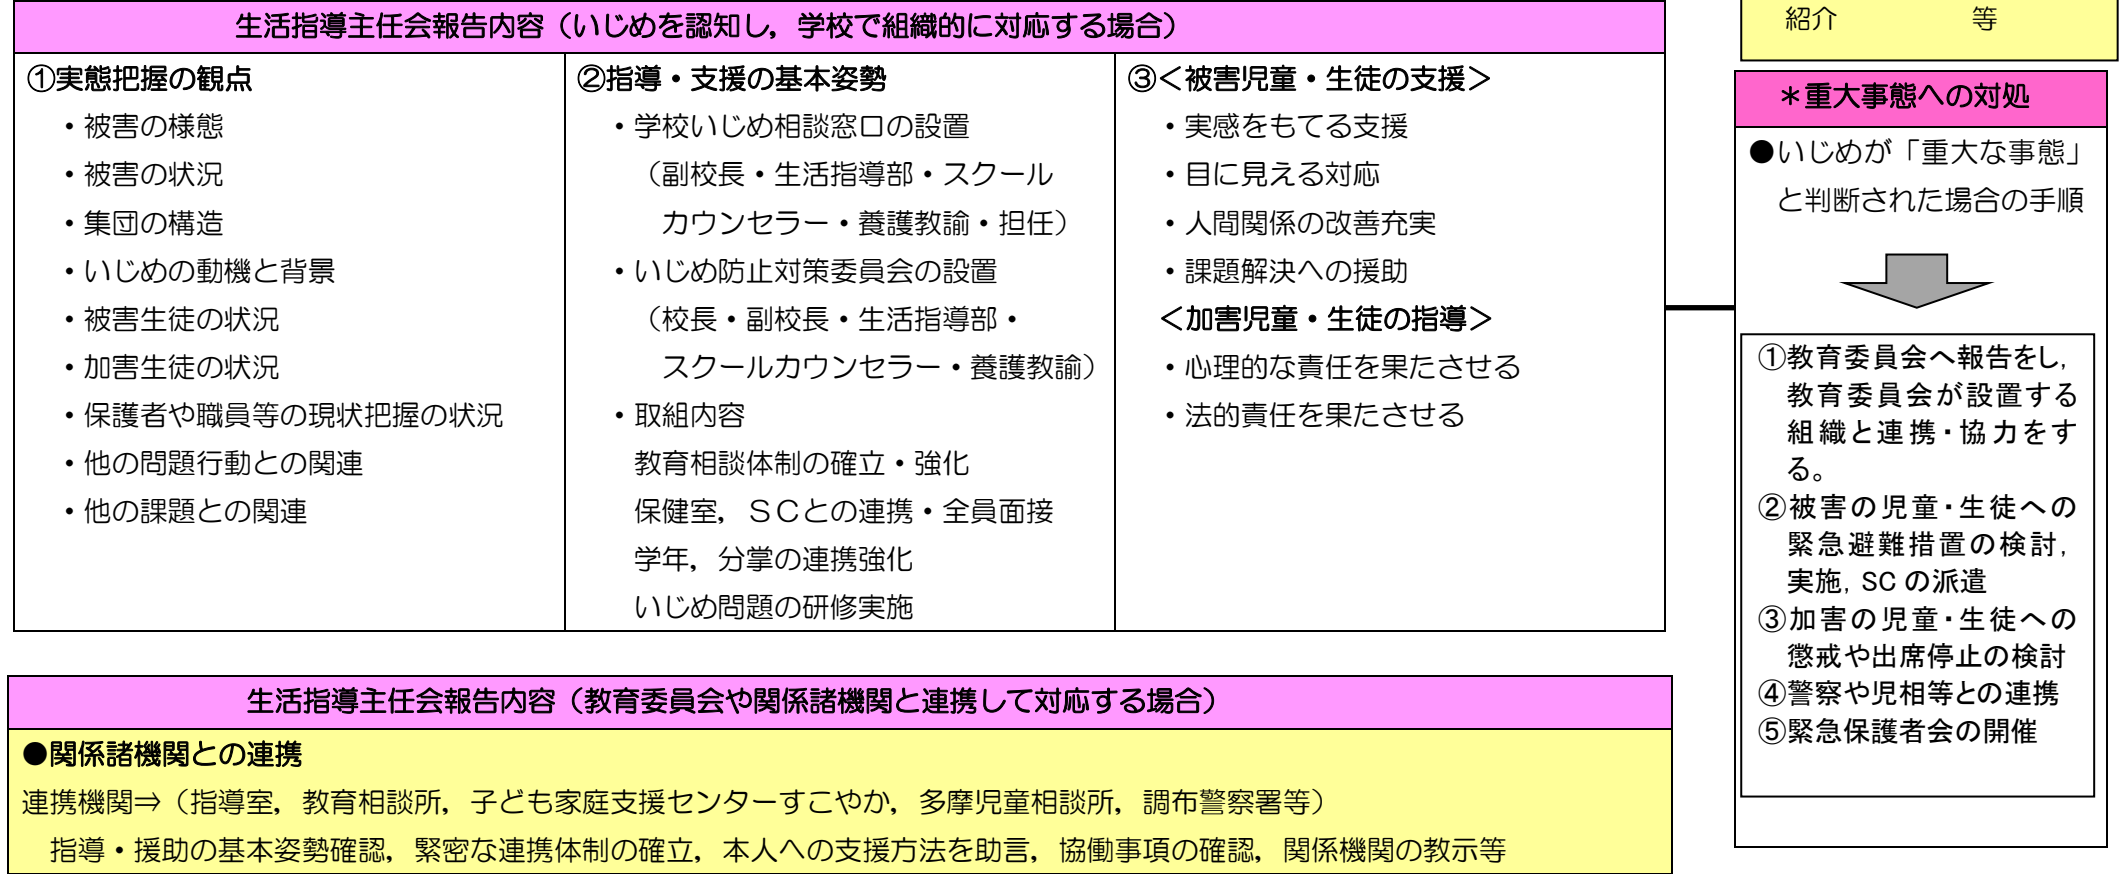 生活指導主任会報告内容（いじめを認知し，学校で組織的に対応する場合）
①実態把握の観点
・被害の様態
・被害の状況
・集団の構造
・いじめの動機と背景
・被害生徒の状況
・加害生徒の状況
・保護者や職員等の現状把握の状況
・他の問題行動との関連
・他の課題との関連
②指導・支援の基本姿勢
・学校いじめ相談窓口の設置
（副校長・生活指導部・スクール
カウンセラー・養護教諭・担任）
・いじめ防止対策委員会の設置
（校長・副校長・生活指導部・
スクールカウンセラー・養護教諭）
・取組内容
教育相談体制の確立・強化
保健室，ＳＣとの連携・全員面接
学年，分掌の連携強化
いじめ問題の研修実施
③＜被害児童・生徒の支援＞
・実感をもてる支援
・目に見える対応
・人間関係の改善充実
・課題解決への援助
＜加害児童・生徒の指導＞
・心理的な責任を果たさせる
・法的責任を果たさせる
紹介　　　　　等
＊重大事態への対処
●いじめが「重大な事態」
と判断された場合の手順
①教育委員会へ報告をし，
教育委員会が設置する
組織と連携・協力をす
る。
②被害の児童・生徒への
緊急避難措置の検討，
実施，SCの派遣
③加害の児童・生徒への
懲戒や出席停止の検討
④警察や児相等との連携
⑤緊急保護者会の開催
生活指導主任会報告内容（教育委員会や関係諸機関と連携して対応する場合）
●関係諸機関との連携
連携機関⇒（指導室，教育相談所，子ども家庭支援センターすこやか，多摩児童相談所，調布警察署等）
指導・援助の基本姿勢確認，緊密な連携体制の確立，本人への支援方法を助言，協働事項の確認，関係機関の教示等